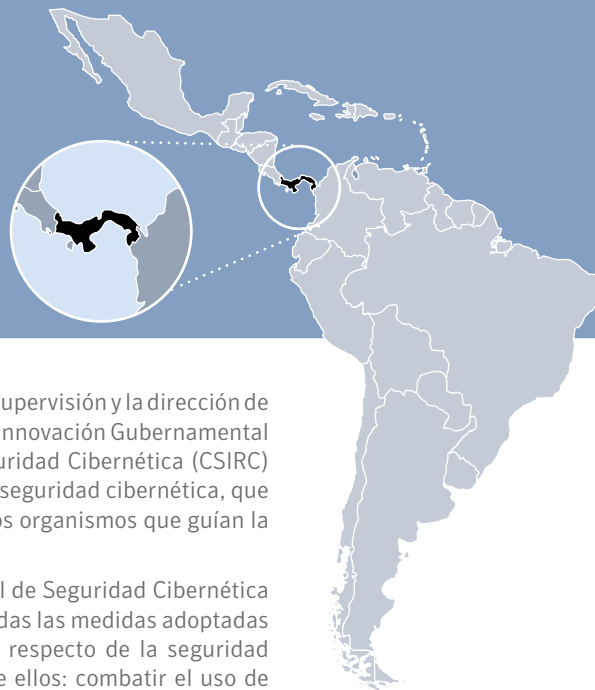 supervisión y la dirección de
nnovación Gubernamental
uridad Cibernética (CSIRC)
seguridad cibernética, que
os organismos que guían la
l de Seguridad Cibernética
das las medidas adoptadas
respecto de la seguridad
e ellos: combatir el uso de